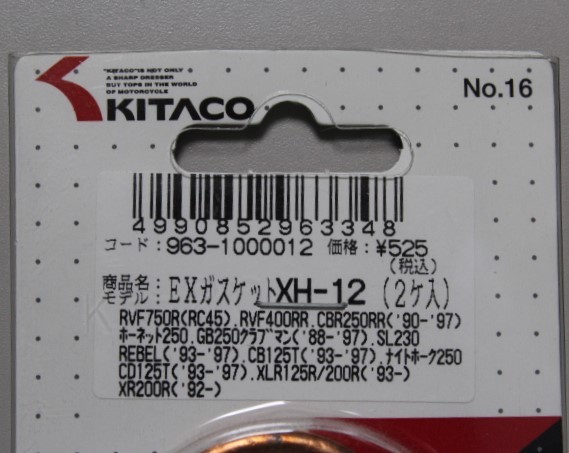 "KITACO"IS NOT ONLY
A SHARP DRESSER
BUT TOPS IN THE WORLD
OF MOTORCYCLE
KITACO
No.16
4990852963348
コード：963-1000012 価格：¥525
(税込)
商品名：EXガスケットXH-12 (2ケ入)
モデル：
RVF750R(RC45).RVF400RR.CBR250RR('90-'97)
ホーネット250.GB250クラブマン('88-'97).SL230
REBEL('93-'97).CB125T('93-'97).ナイトホーク250
CD125T('93-'97).XLR125R/200R('93-)
XR200R('92-)